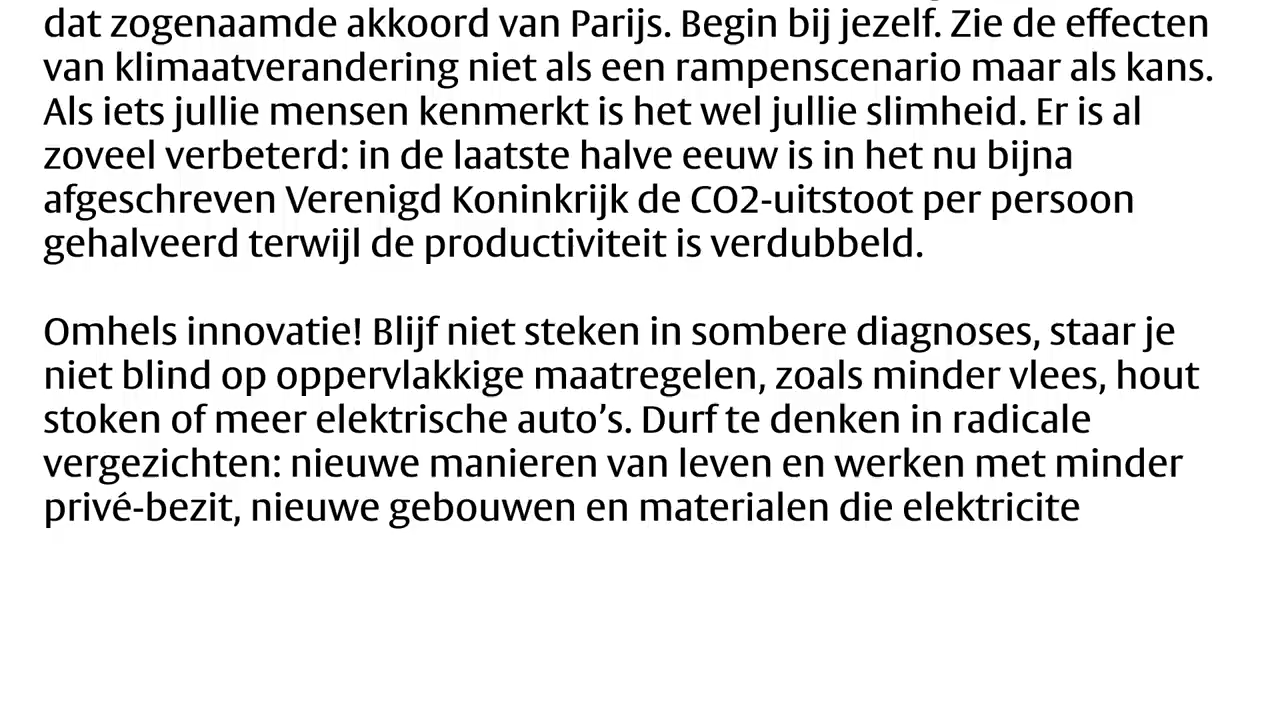 dat zogenaamde akkoord van Parijs. Begin bij jezelf. Zie de effecten
van klimaatverandering niet als een rampenscenario maar als kans.
Als iets jullie mensen kenmerkt is het wel jullie slimheid. Er is al
zoveel verbeterd: in de laatste halve eeuw is in het nu bijna
afgeschreven Verenigd Koninkrijk de CO2-uitstoot per persoon
gehalveerd terwijl de productiviteit is verdubbeld.

Omhels innovatie! Blijf niet steken in sombere diagnoses, staar je
niet blind op oppervlakkige maatregelen, zoals minder vlees, hout
stoken of meer elektrische auto’s. Durf te denken in radicale
vergezichten: nieuwe manieren van leven en werken met minder
privé-bezit, nieuwe gebouwen en materialen die elektricite